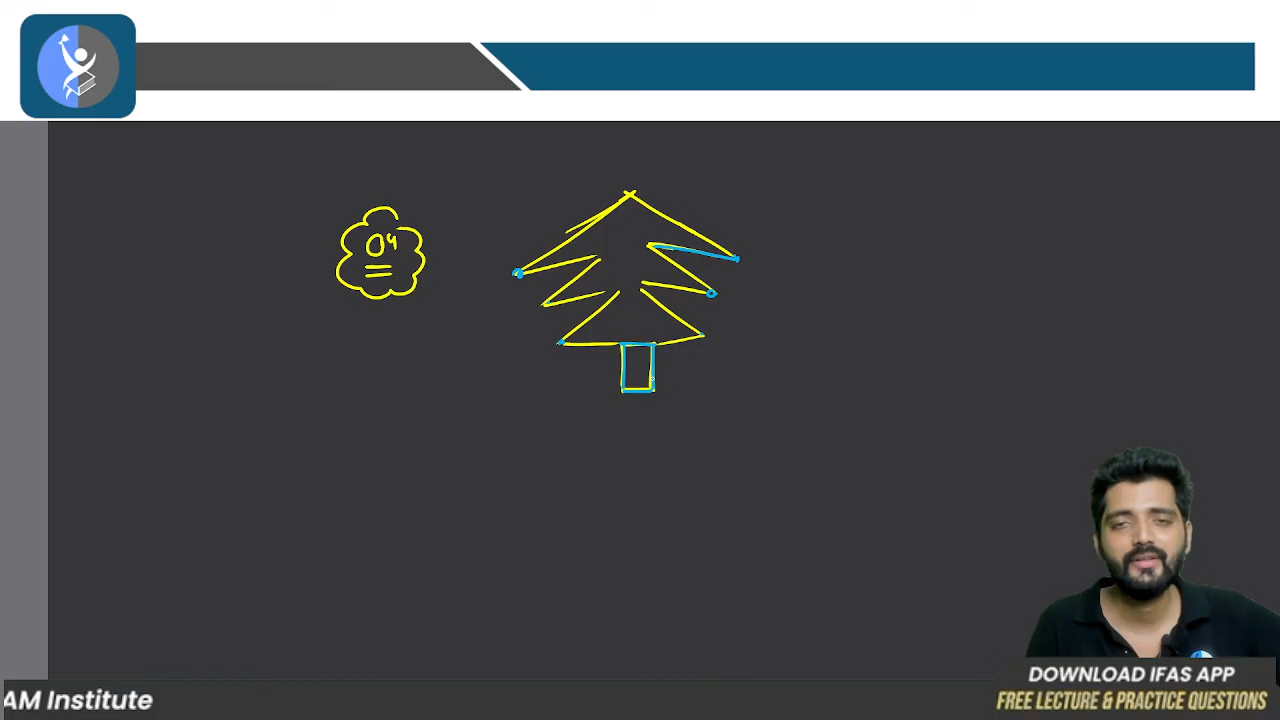 04
DOWNLOAD IFAS APP
AM Institute
FREE LECTURE & PRACTICE QUESTIONS